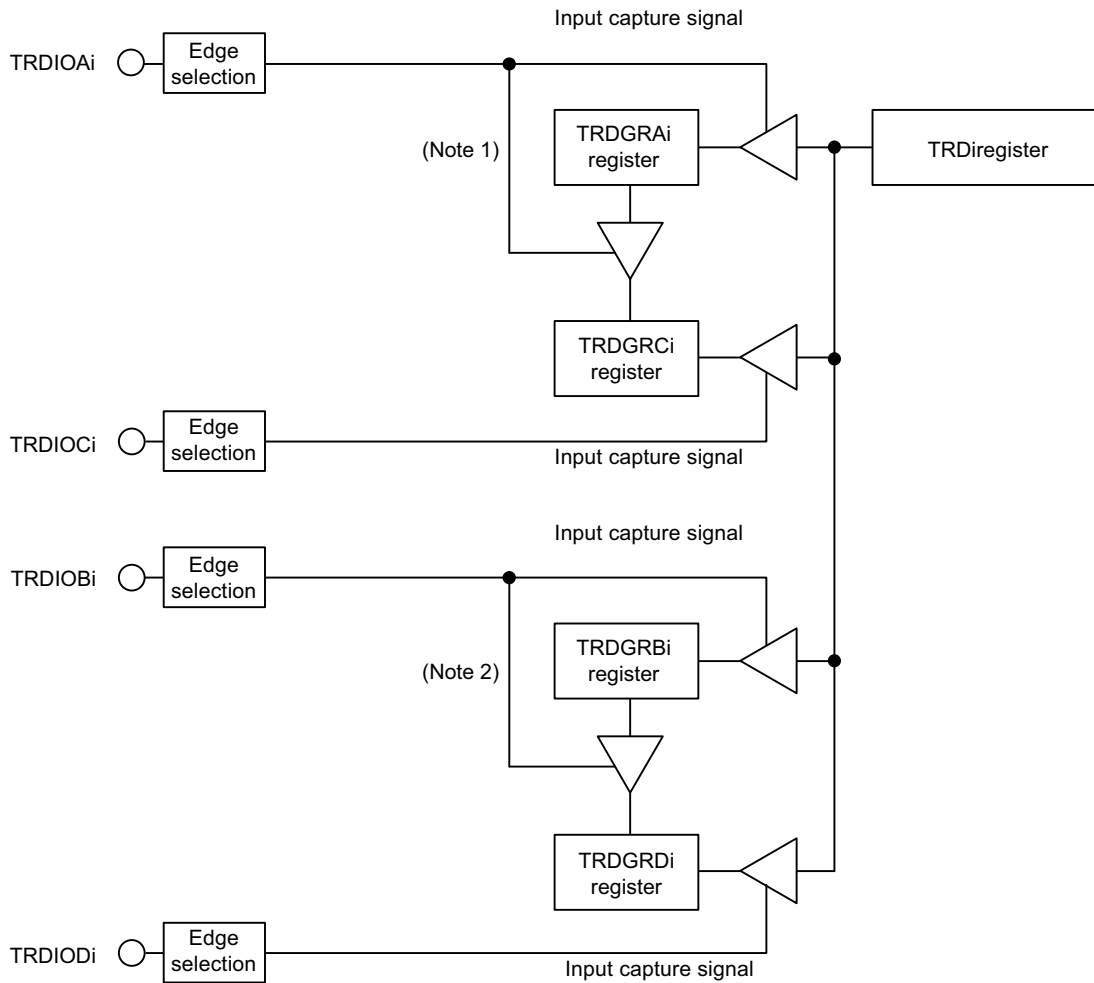 Input capture signal
TRDIOAi
Edge
selection
(Note 1)
TRDGRAi
register
TRDiregister
TRDGRCi
register
TRDIOCi
Edge
selection
Input capture signal
Input capture signal
TRDIOBi
Edge
selection
(Note 2)
TRDGRBi
register
TRDGRDi
register
TRDIODi
Edge
selection
Input capture signal